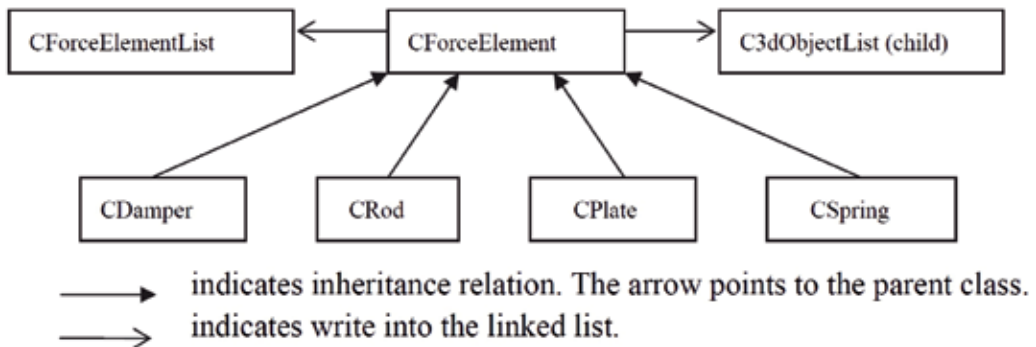 CForceElementList
CForceElement
C3dObjectList (child)
CDamper
CRod
CPlate
CSpring
indicates inheritance relation. The arrow points to the parent class.
indicates write into the linked list.